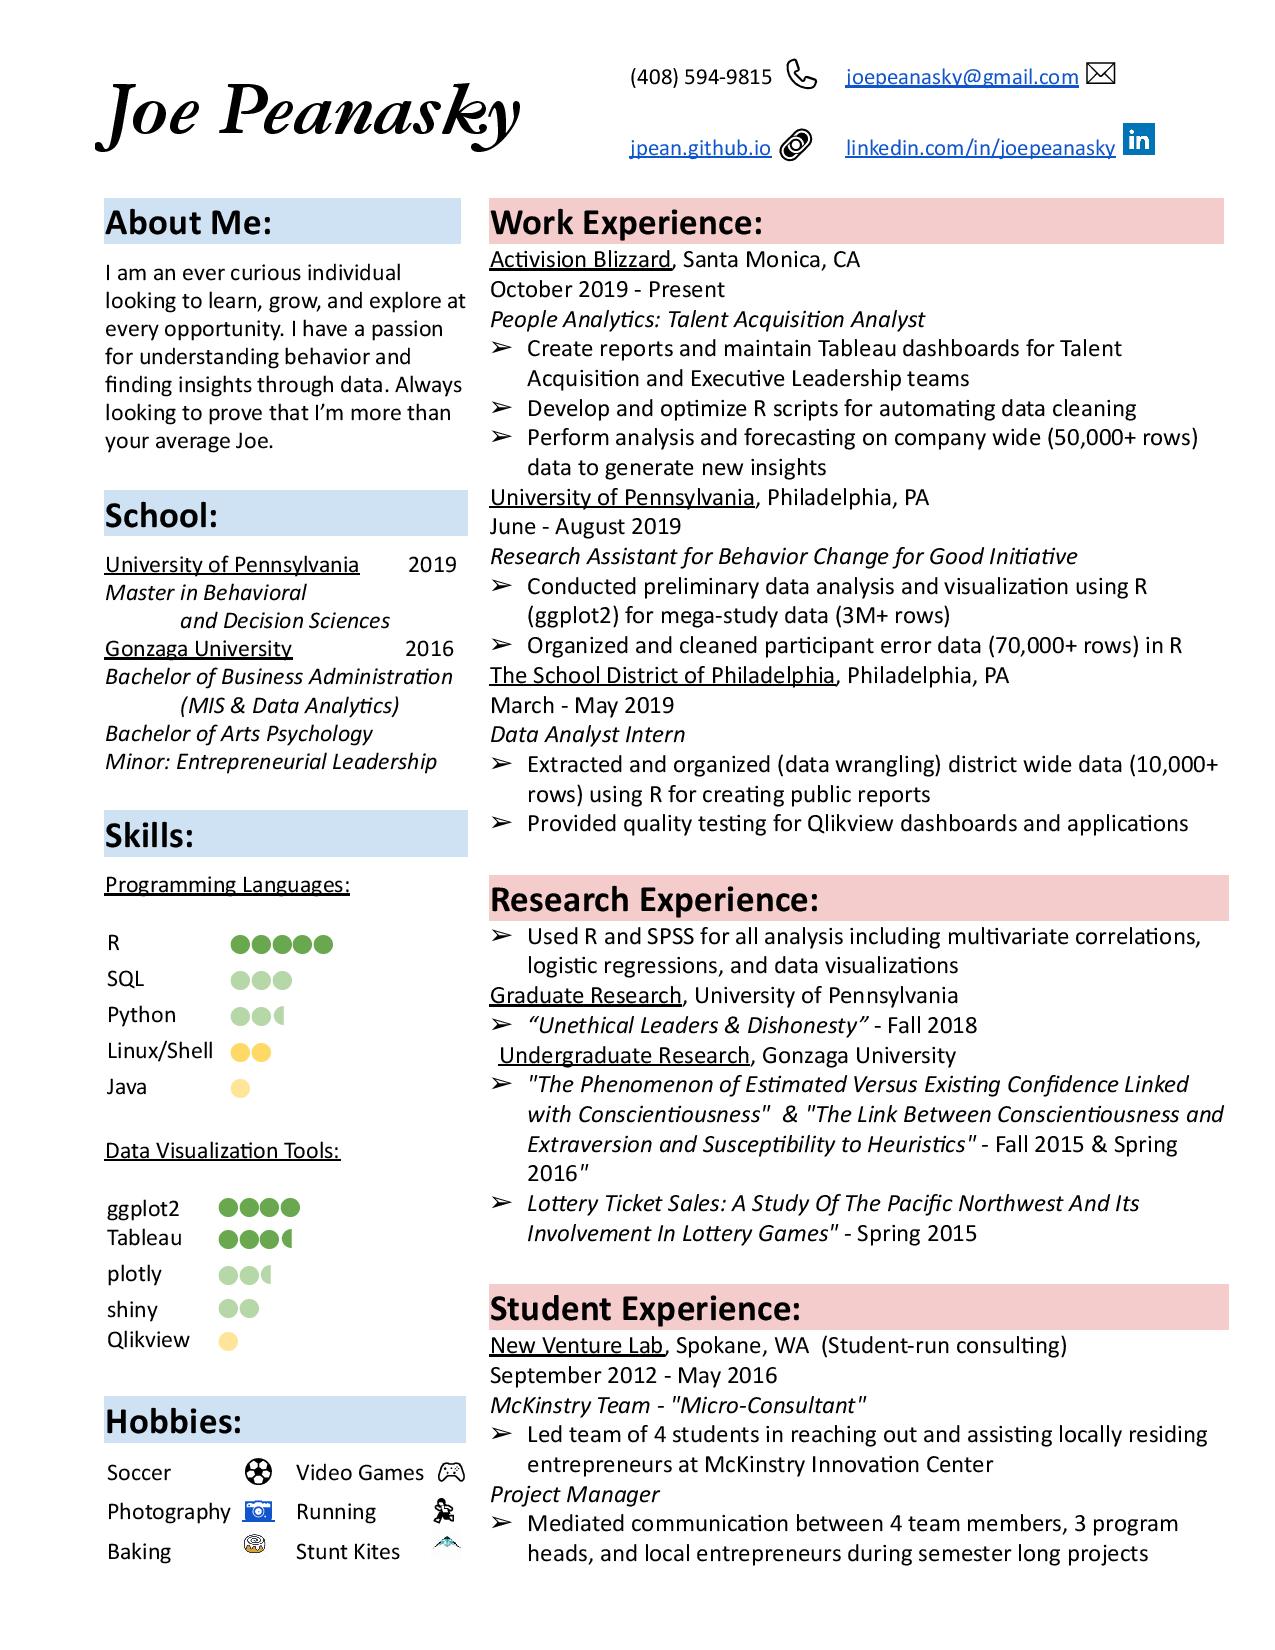 Joe Peanasky
(408) 594-9815
joepeanasky@gmail.com
jpean.github.io
linkedin.com/in/joepeanasky
in
About Me:
I am an ever curious individual
looking to learn, grow, and explore at
every opportunity. I have a passion
for understanding behavior and
finding insights through data. Always
looking to prove that I’m more than
your average Joe.
School:
University of Pennsylvania 2019
Master in Behavioral
and Decision Sciences
Gonzaga University 2016
Bachelor of Business Administration
(MIS & Data Analytics)
Bachelor of Arts Psychology
Minor: Entrepreneurial Leadership
Skills:
Programming Languages:
R
SQL
Python
Linux/Shell
Java
Data Visualization Tools:
ggplot2
Tableau
plotly
shiny
Qlikview
Hobbies:
Soccer Video Games
Photography Running
Baking Stunt Kites
Work Experience:
Activision Blizzard, Santa Monica, CA
October 2019 - Present
People Analytics: Talent Acquisition Analyst
➢ Create reports and maintain Tableau dashboards for Talent
Acquisition and Executive Leadership teams
➢ Develop and optimize R scripts for automating data cleaning
➢ Perform analysis and forecasting on company wide (50,000+ rows)
data to generate new insights
University of Pennsylvania, Philadelphia, PA
June - August 2019
Research Assistant for Behavior Change for Good Initiative
➢ Conducted preliminary data analysis and visualization using R
(ggplot2) for mega-study data (3M+ rows)
➢ Organized and cleaned participant error data (70,000+ rows) in R
The School District of Philadelphia, Philadelphia, PA
March - May 2019
Data Analyst Intern
➢ Extracted and organized (data wrangling) district wide data (10,000+
rows) using R for creating public reports
➢ Provided quality testing for Qlikview dashboards and applications
Research Experience:
➢ Used R and SPSS for all analysis including multivariate correlations,
logistic regressions, and data visualizations
Graduate Research, University of Pennsylvania
➢ “Unethical Leaders & Dishonesty” - Fall 2018
Undergraduate Research, Gonzaga University
➢ "The Phenomenon of Estimated Versus Existing Confidence Linked
with Conscientiousness" & "The Link Between Conscientiousness and
Extraversion and Susceptibility to Heuristics" - Fall 2015 & Spring
2016"
➢ Lottery Ticket Sales: A Study Of The Pacific Northwest And Its
Involvement In Lottery Games" - Spring 2015
Student Experience:
New Venture Lab, Spokane, WA (Student-run consulting)
September 2012 - May 2016
McKinstry Team - "Micro-Consultant"
➢ Led team of 4 students in reaching out and assisting locally residing
entrepreneurs at McKinstry Innovation Center
Project Manager
➢ Mediated communication between 4 team members, 3 program
heads, and local entrepreneurs during semester long projects